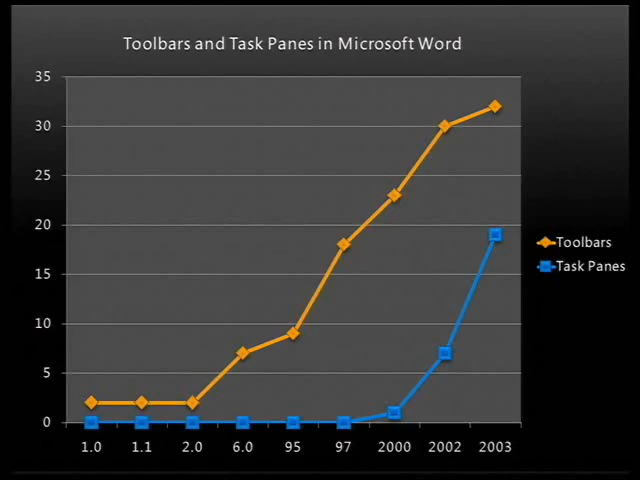 Toolbars and Task Panes in Microsoft Word
35
30
25
20
15
10
5
0
1.0 1.1 2.0 6.0 95 97 2000 2002 2003
Toolbars
Task Panes